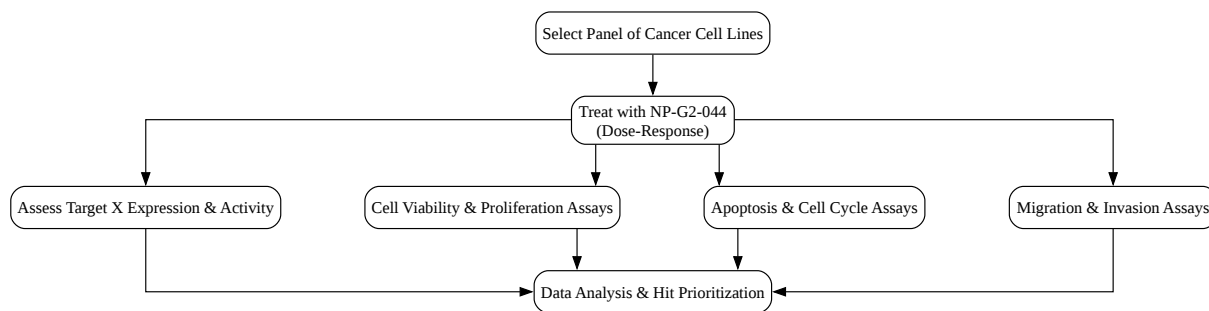 Select Panel of Cancer Cell Lines
Treat with NP-G2-044
(Dose-Response)
Assess Target X Expression & Activity
Cell Viability & Proliferation Assays
Apoptosis & Cell Cycle Assays
Migration & Invasion Assays
Data Analysis & Hit Prioritization